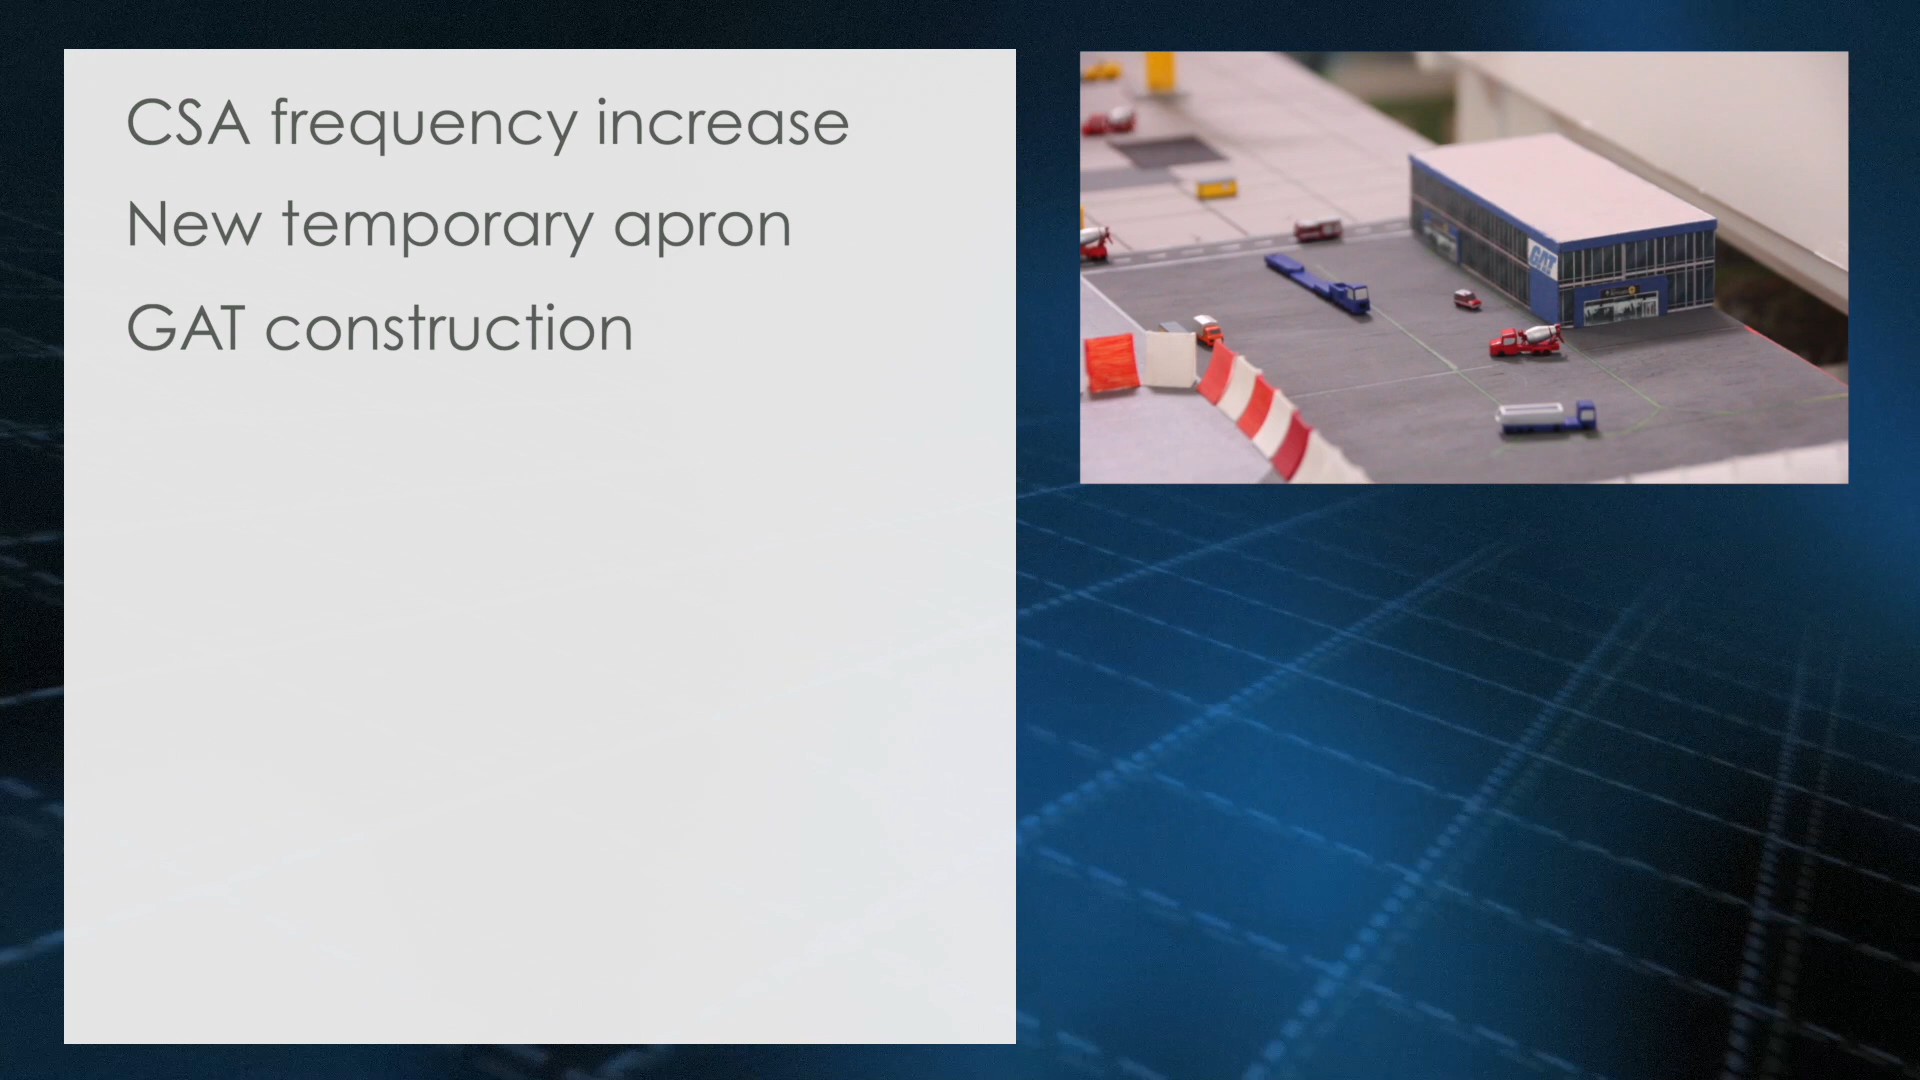 CSA frequency increase
New temporary apron
GAT construction
GAT